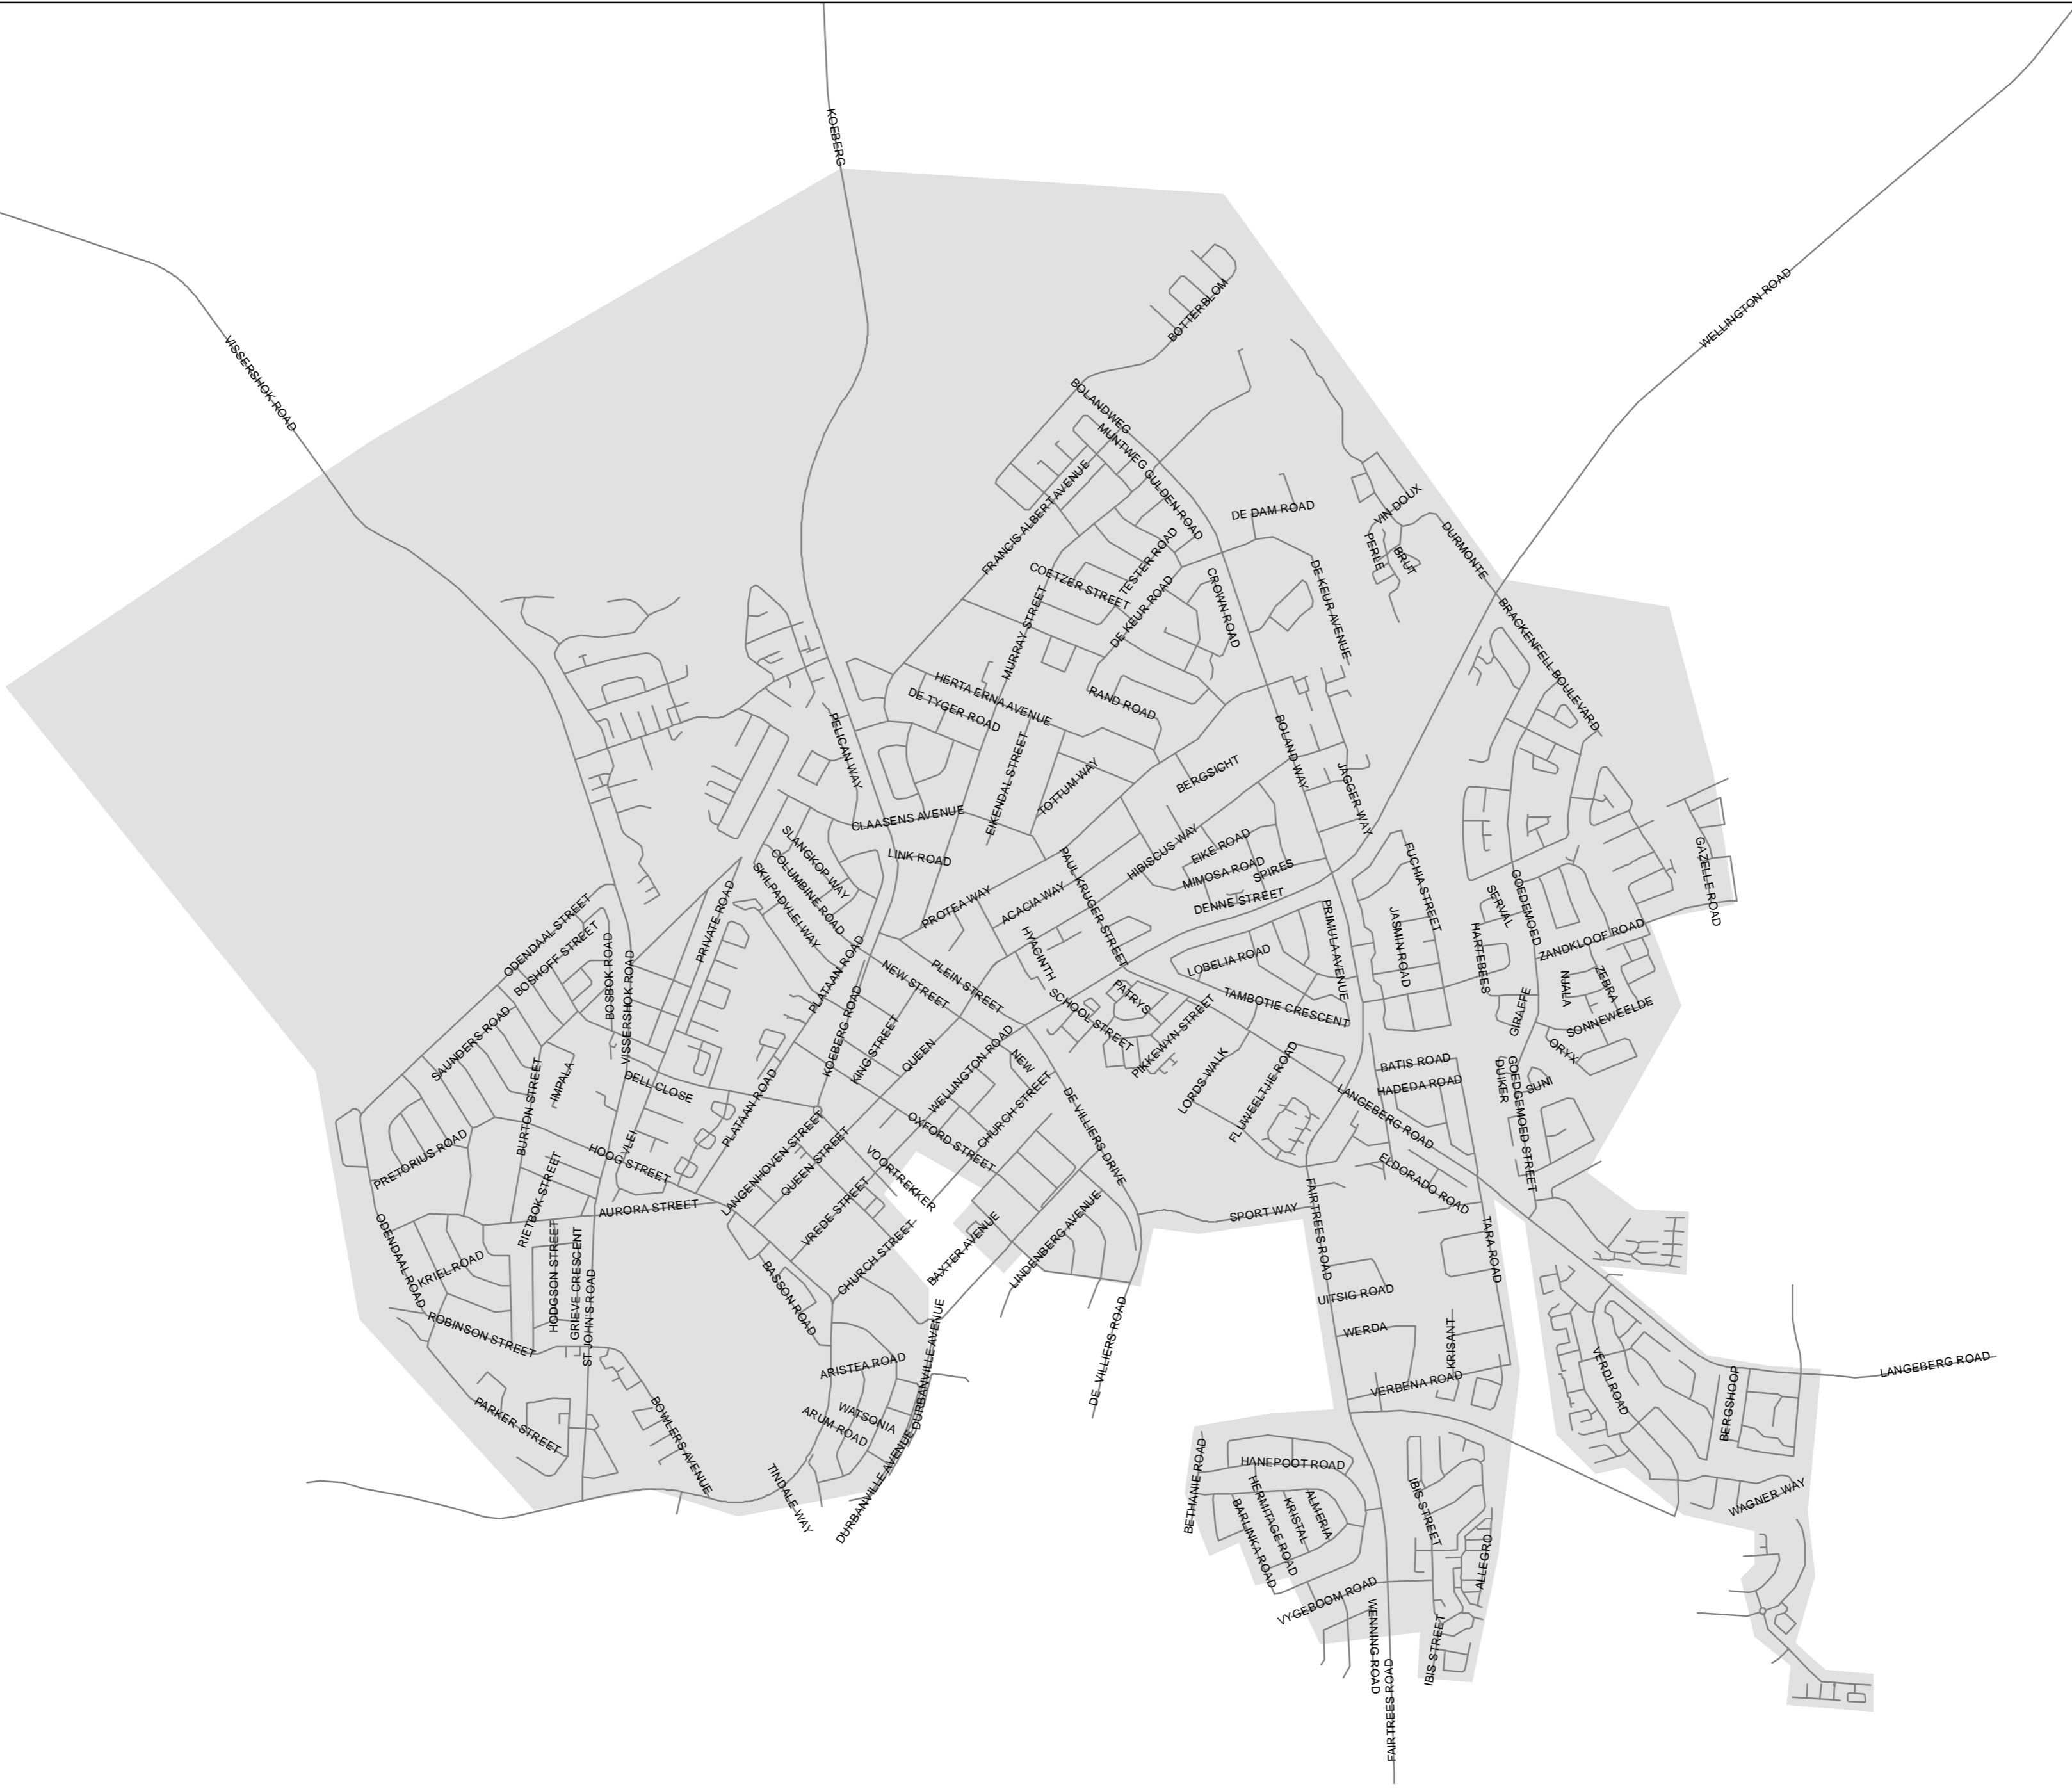 KOEBERG
WELLINGTON ROAD
VISSERSHOK ROAD
BOTTERBLOM
BOLANDWEG
MUNTWEG GULDEN ROAD
FRANCIS ALBERT AVENUE
DE DAM ROAD
VIN DOUX
PERLE
BRUT
DURMONTE
COETZER STREET
TESTER ROAD
DE KEUR ROAD
CROWN ROAD
DE KEUR AVENUE
MURRAY STREET
BRACKENFELL BOULEVARD
HERTA ERNA AVENUE
DE TYGER ROAD
RAND ROAD
PELICAN WAY
EIKENDAL STREET
TOTTUM WAY
BERGSICHT
BOLAND WAY
JAGGER WAY
CLAASENS AVENUE
LINK ROAD
SLANGKOP WAY
COLUMBINE ROAD
SKILPADVLEI WAY
PAUL KRUGER STREET
HIBISCUS WAY
EIKE ROAD
MIMOSA ROAD
SPIRES
DENNE STREET
FUCHIA STREET
GAZELLE ROAD
GOEDEMOED
SERVAL
PROTEA WAY
ACACIA WAY
PRIVATE ROAD
ODENDAAL STREET
BOSHOFF STREET
BOSBOK ROAD
VISSERSHOK ROAD
PLATAAN ROAD
NEW STREET
PLEIN STREET
HYACINTH
LOBELIA ROAD
PRIMULA AVENUE
JASMIN ROAD
HARTEBEES
ZANDKLOOF ROAD
NJALA
ZEBRA
SONNEWEELDE
GIRAFFE
ORYX
SAUNDERS ROAD
KOEBERG ROAD
KING STREET
QUEEN
WELLINGTON ROAD
NEW
SCHOOL STREET
PATRYS
PIKKEWYN STREET
TAMBOTIE CRESCENT
BATIS ROAD
HADEDA ROAD
DUIKER
GOEDGEMOED STREET
SUNI
BURTON STREET
IMPALA
DELL CLOSE
PLATAAN ROAD
DE VILLIERS DRIVE
LORDS WALK
FLUWEELTJIE ROAD
LANGEBERG ROAD
PRETORIUS ROAD
HOOG STREET
VLEI
LANGENHOVEN STREET
QUEEN STREET
VOORTREKKER
OXFORD STREET
CHURCH STREET
ELDORADO ROAD
RIETBOK STREET
AURORA STREET
VREDE STREET
SPORT WAY
FAIRTREES ROAD
TARA ROAD
ODENDAAL ROAD
KRIEL ROAD
HODGSON STREET
GRIEVE CRESCENT
ST JOHN'S ROAD
BASSON ROAD
CHURCH STREET
BAXTER AVENUE
LINDENBERG AVENUE
UITSIG ROAD
WERDA
KRISANT
ROBINSON STREET
DURBANVILLE AVENUE
DE VILLIERS ROAD
ARISTEA ROAD
VERBENA ROAD
VERDI ROAD
BERGSHOOP
LANGEBERG ROAD
PARKER STREET
BOWLERS AVENUE
WATSONIA
ARUM ROAD
TINDALE WAY
DURBANVILLE AVENUE
BETHANIE ROAD
HANEPOOT ROAD
BARLINKA ROAD
HERMITAGE ROAD
KRISTAL
ALMERIA
IBIS STREET
ALLEGRO
WAGNER WAY
VYGEBOOM ROAD
WENNING ROAD
FAIRTREES ROAD
IBIS STREET